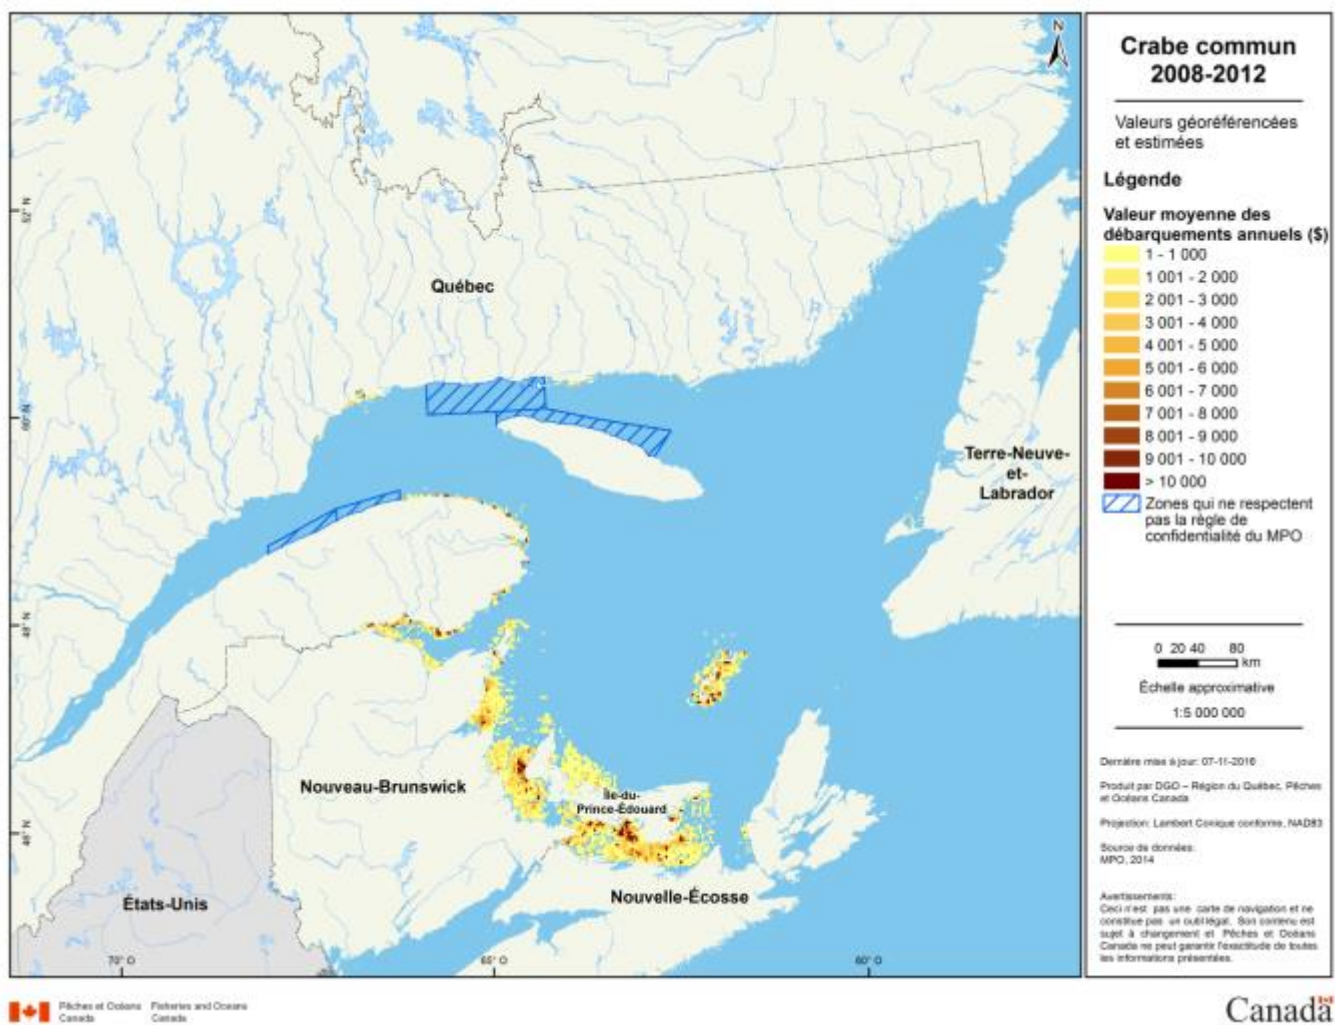 N
Crabe commun
2008-2012
Valeurs géoréférencées
et estimées
Légende
Valeur moyenne des
débarquements annuels ($)
1 - 1 000
1 001 - 2 000
2 001 - 3 000
3 001 - 4 000
4 001 - 5 000
5 001 - 6 000
6 001 - 7 000
7 001 - 8 000
8 001 - 9 000
9 001 - 10 000
> 10 000
Zones qui ne respectent
pas la règle de
confidentialité du MPO
0 20 40 80
km
Échelle approximative
1:5 000 000
Dernière mise à jour: 07-11-2016
Produit par DGO – Région du Québec, Pêches
et Océans Canada
Projection: Lambert Conique conforme, NAD83
Source de données:
MPO, 2014
Avertissements:
Ceci n'est pas une carte de navigation et ne
constitue pas un outil légal. Son contenu est
sujet à changement et Pêches et Océans
Canada ne peut garantir l'exactitude de toutes
les informations présentées.
Québec
Terre-Neuve-
et-
Labrador
Nouveau-Brunswick
Île-du-
Prince-Édouard
Nouvelle-Écosse
États-Unis
52° N
48° N
46° N
70° O
65° O
60° O
Pêches et Océans
Canada
Fisheries and Oceans
Canada
Canada